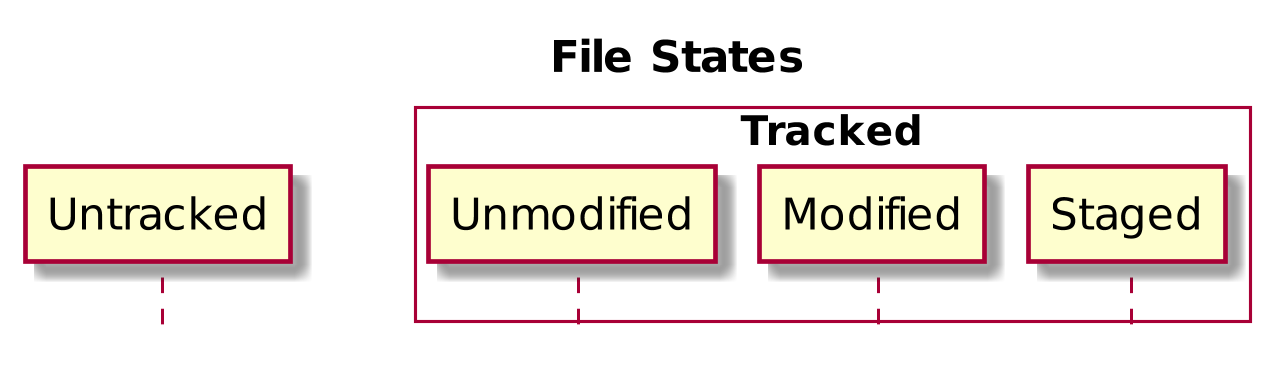 File States
Tracked
Untracked
Unmodified
Modified
Staged